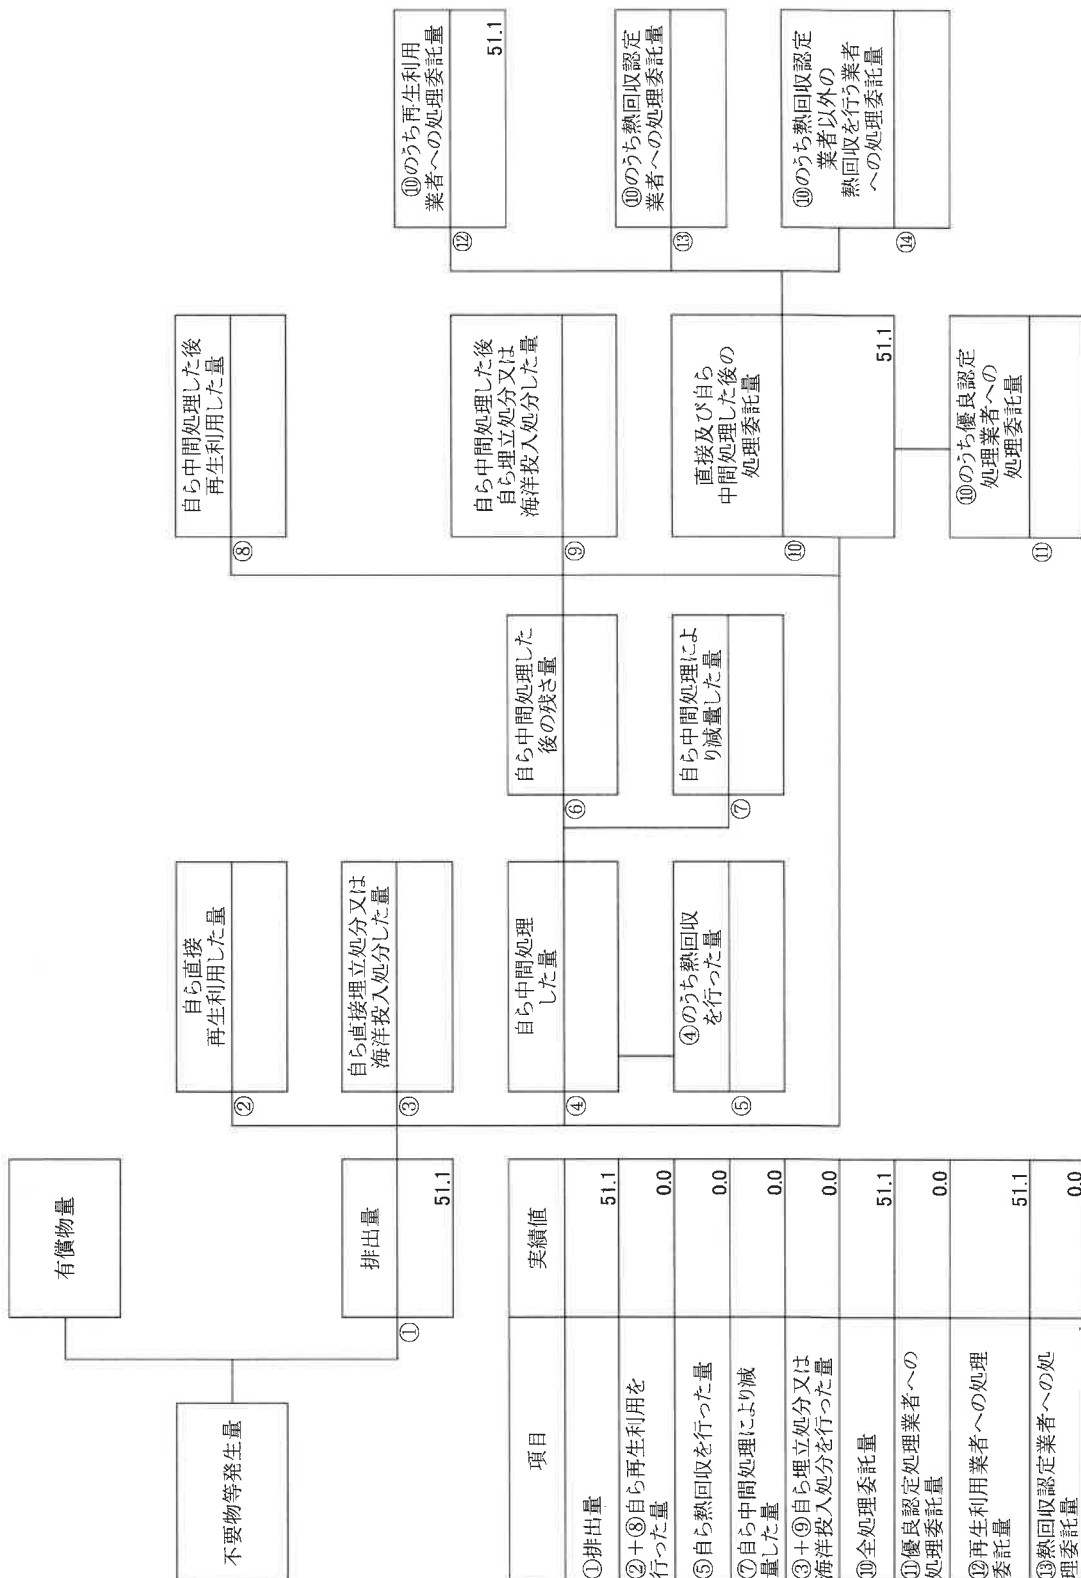 不要物等発生量
有償物量
排出量
①
51.1
自ら直接
再生利用した量
②
自ら直接埋立処分又は
海洋投入処分した量
③
自ら中間処理
した量
④
④のうち熱回収
を行った量
⑤
自ら中間処理した
後の残さ量
⑥
自ら中間処理によ
り減量した量
⑦
自ら中間処理した後
再生利用した量
⑧
自ら中間処理した後
自ら埋立処分又は
海洋投入処分した量
⑨
直接及び自ら
中間処理した後の
処理委託量
⑩
51.1
⑩のうち優良認定
処理業者への
処理委託量
⑪
⑩のうち再生利用
業者への処理委託量
⑫
51.1
⑩のうち熱回収認定
業者への処理委託量
⑬
⑩のうち熱回収認定
業者以外の
熱回収を行う業者
への処理委託量
⑭
項目 実績値
①排出量 51.1
②+⑧自ら再生利用を
行った量 0.0
⑤自ら熱回収を行った量 0.0
⑦自ら中間処理により減
量した量 0.0
③+⑨自ら埋立処分又は
海洋投入処分を行った量 0.0
⑩全処理委託量 51.1
⑪優良認定処理業者への
処理委託量 0.0
⑫再生利用業者への処理
委託量 51.1
⑬熱回収認定業者への処
理委託量 0.0